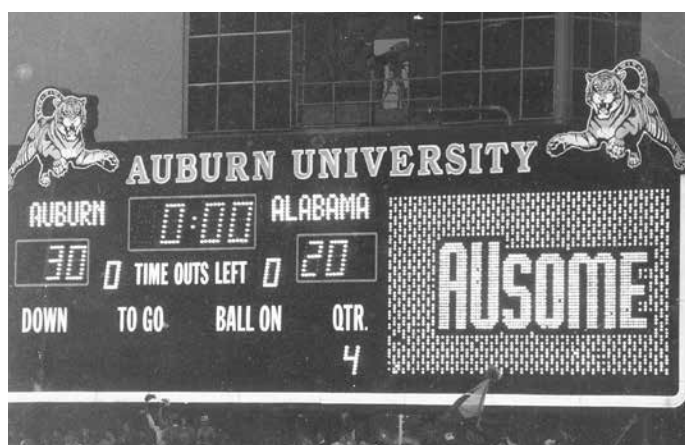 AUBURN UNIVERSITY
AUBURN 0:00 ALABAMA
30 0 TIME OUTS LEFT 0 20
DOWN TO GO BALL ON QTR.
4
AUSOME